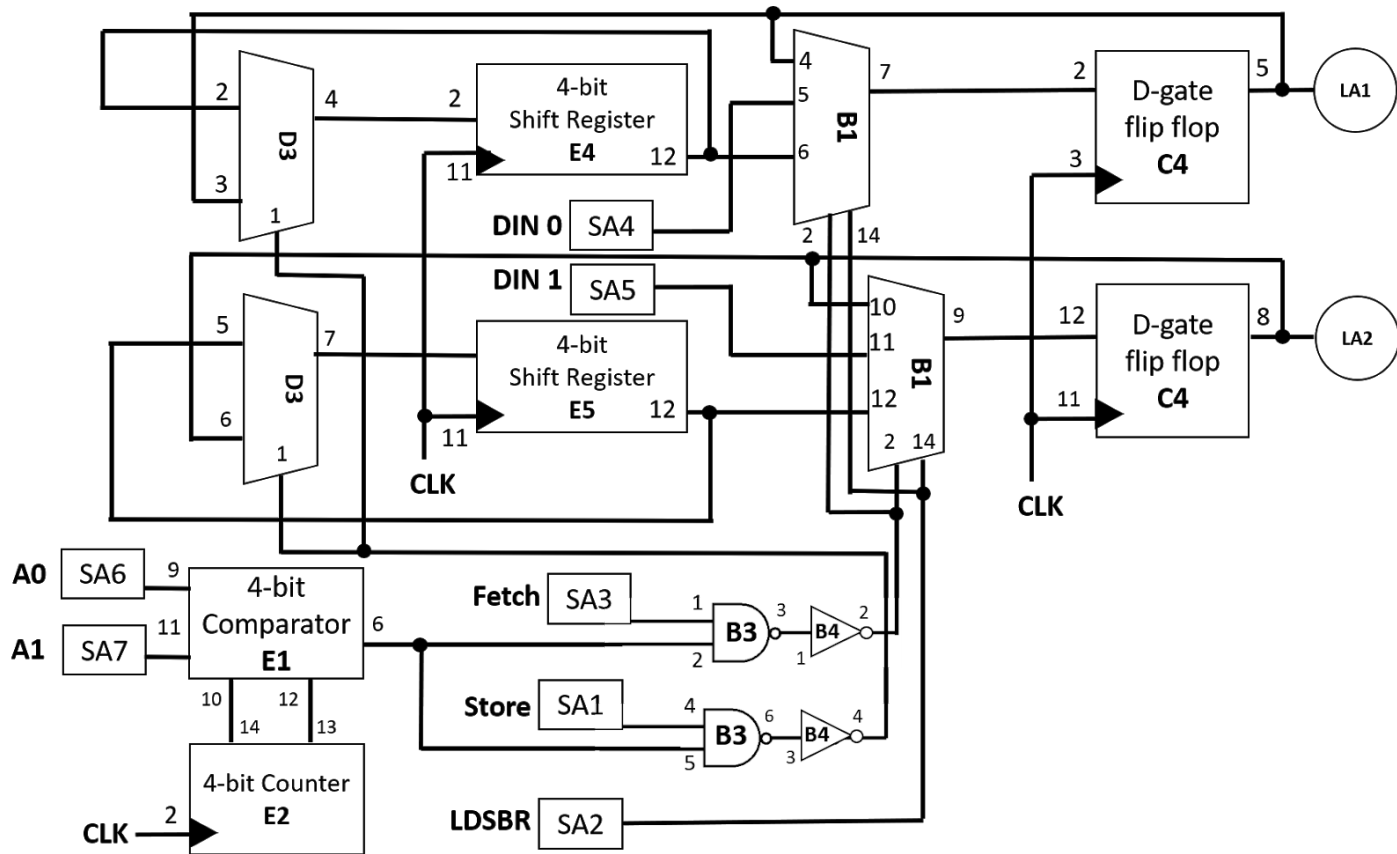 4
5
6
7
B1
2
14
2
3
D-gate
flip flop
C4
5
LA1
2
3
D3
1
4
2
11
4-bit
Shift Register
E4
12
DIN 0
SA4
DIN 1
SA5
10
11
12
9
B1
2
14
12
11
D-gate
flip flop
C4
8
LA2
5
6
D3
1
7
4-bit
Shift Register
E5
12
11
CLK
CLK
A0
SA6
9
A1
SA7
11
4-bit
Comparator
E1
6
10
12
14
13
4-bit Counter
E2
CLK
2
Fetch
SA3
1
2
B3
3
B4
1
2
Store
SA1
4
5
B3
6
B4
3
4
LDSBR
SA2